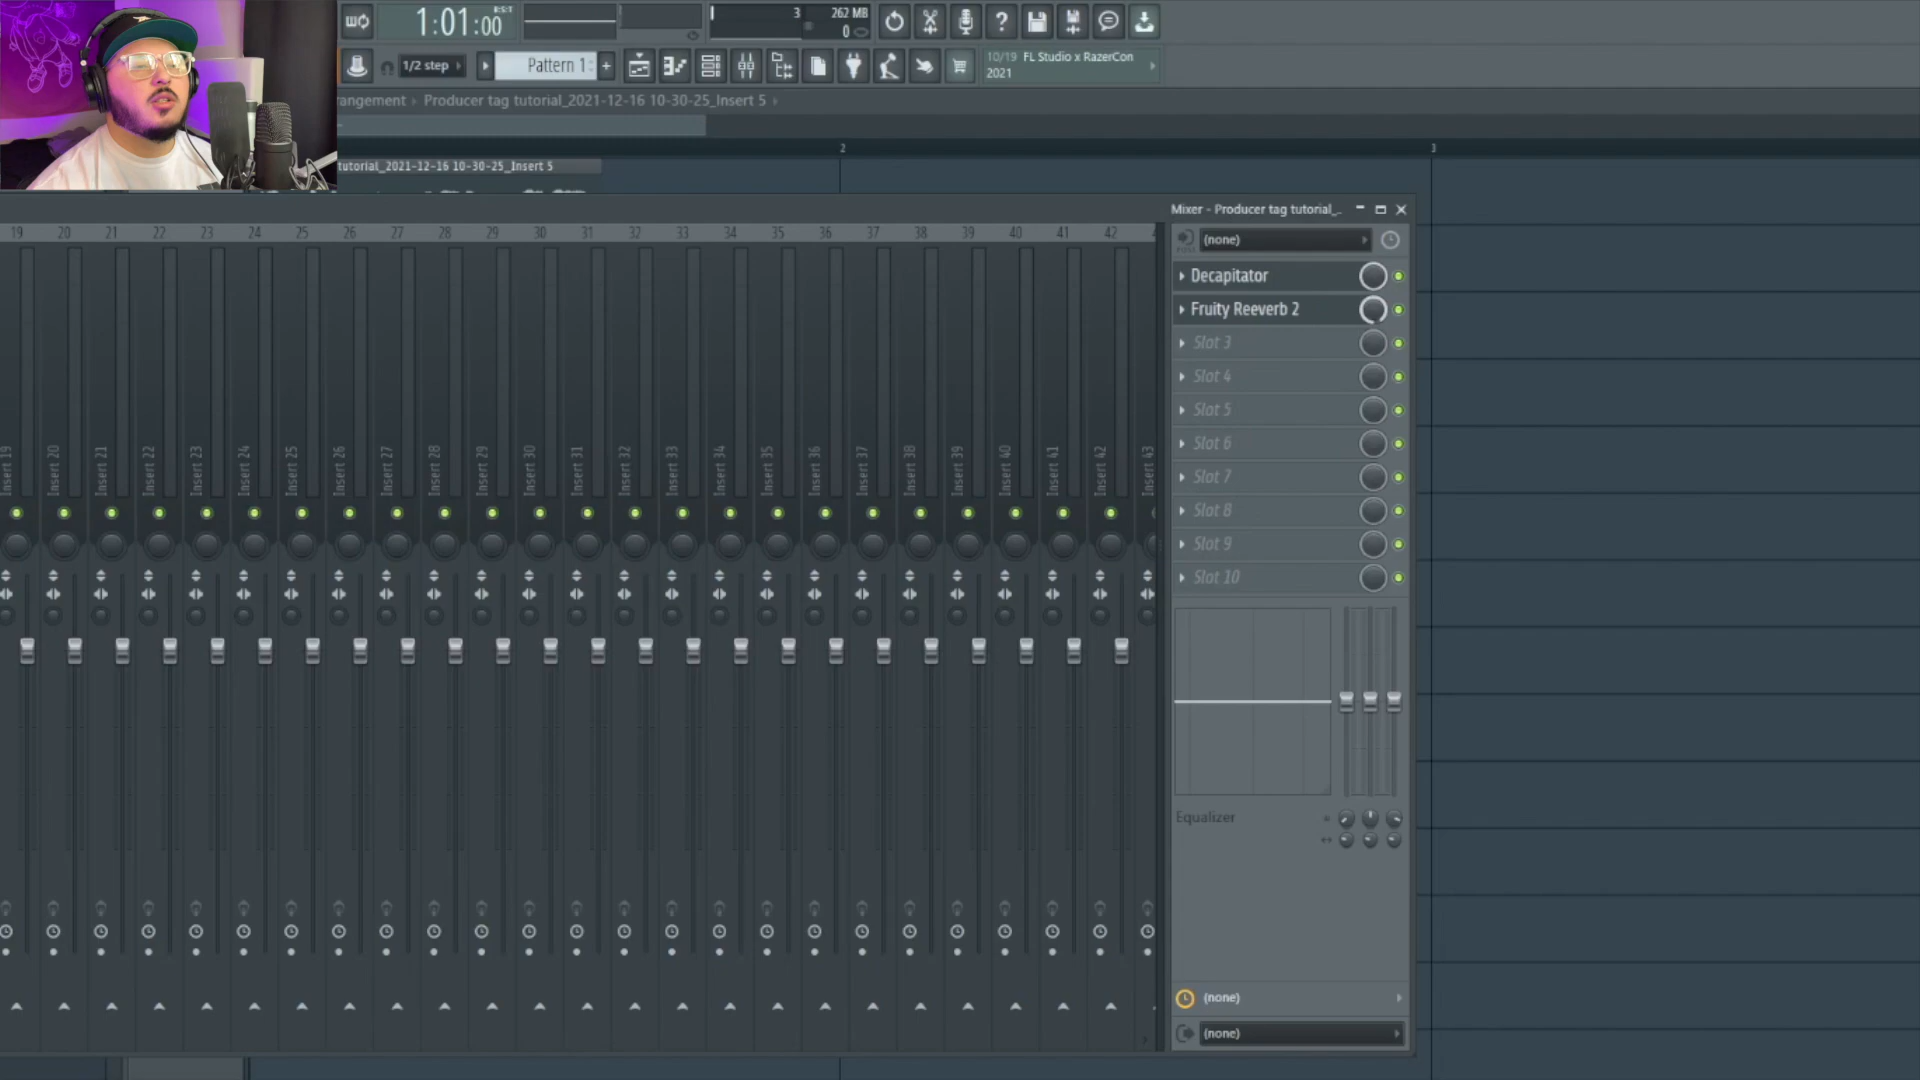 1:01:00
B:S:T
3
262 MB
0
1/2 step
Pattern 1
+
10/19 FL Studio x RazerCon
2021
rangement › Producer tag tutorial_2021-12-16 10-30-25_Insert 5 ›
2
3
tutorial_2021-12-16 10-30-25_Insert 5
Mixer - Producer tag tutorial_..
19 20 21 22 23 24 25 26 27 28 29 30 31 32 33 34 35 36 37 38 39 40 41 42
(none)
Decapitator
Fruity Reeverb 2
Slot 3
Slot 4
Slot 5
Slot 6
Slot 7
Slot 8
Slot 9
Slot 10
Insert 19
Insert 20
Insert 21
Insert 22
Insert 23
Insert 24
Insert 25
Insert 26
Insert 27
Insert 28
Insert 29
Insert 30
Insert 31
Insert 32
Insert 33
Insert 34
Insert 35
Insert 36
Insert 37
Insert 38
Insert 39
Insert 40
Insert 41
Insert 42
Insert 43
Equalizer
(none)
(none)